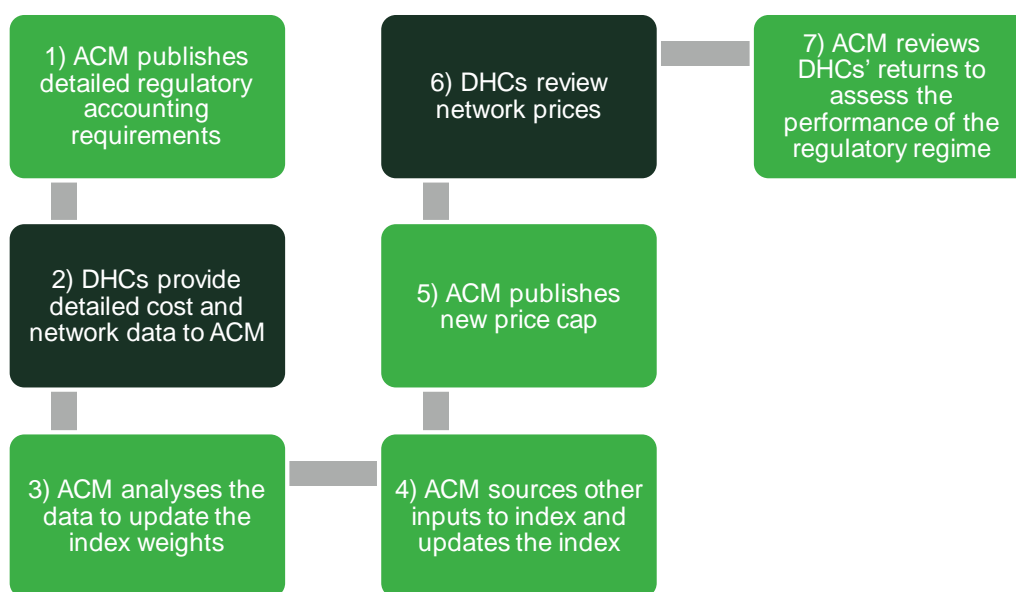 1) ACM publishes
detailed regulatory
accounting
requirements
2) DHCs provide
detailed cost and
network data to ACM
3) ACM analyses the
data to update the
index weights
4) ACM sources other
inputs to index and
updates the index
5) ACM publishes
new price cap
6) DHCs review
network prices
7) ACM reviews
DHCs’ returns to
assess the
performance of the
regulatory regime